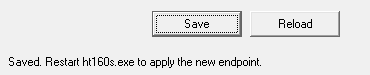 Save Reload
Saved. Restart ht160s.exe to apply the new endpoint.